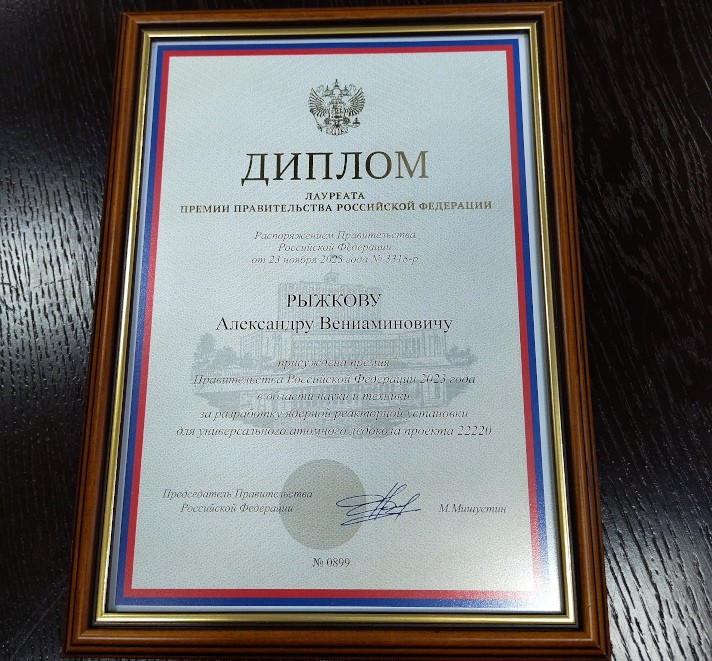 ДИПЛОМ
ЛАУРЕАТА
ПРЕМИИ ПРАВИТЕЛЬСТВА РОССИЙСКОЙ ФЕДЕРАЦИИ
Распоряжением Правительства
Российской Федерации
от 23 ноября 2023 года № 3318-р
РЫЖКОВУ
Александру Вениаминовичу
присуждена премия
Правительства Российской Федерации 2023 года
в области науки и техники
за разработку ядерной реакторной установки
для универсального атомного ледокола проекта 22220
Председатель Правительства
Российской Федерации
М.Мишустин
№ 0899